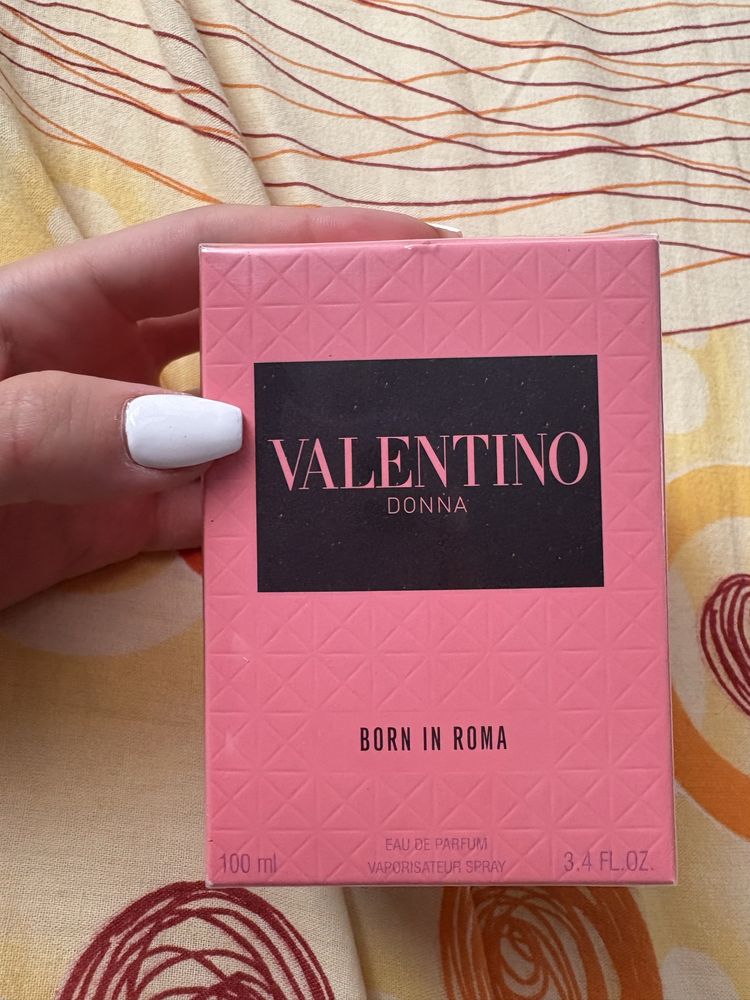 VALENTINO
DONNA
BORN IN ROMA
EAU DE PARFUM
100 ml VAPORISATEUR SPRAY 3.4 FL.OZ.